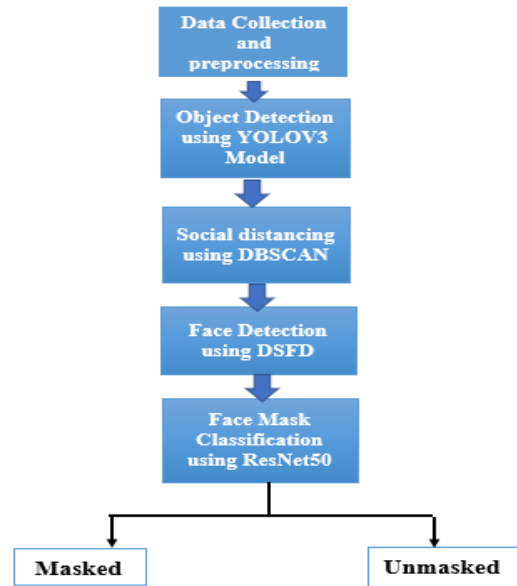 Data Collection
and
preprocessing
Object Detection
using YOLOV3
Model
Social distancing
using DBSCAN
Face Detection
using DSFD
Face Mask
Classification
using ResNet50
Masked
Unmasked